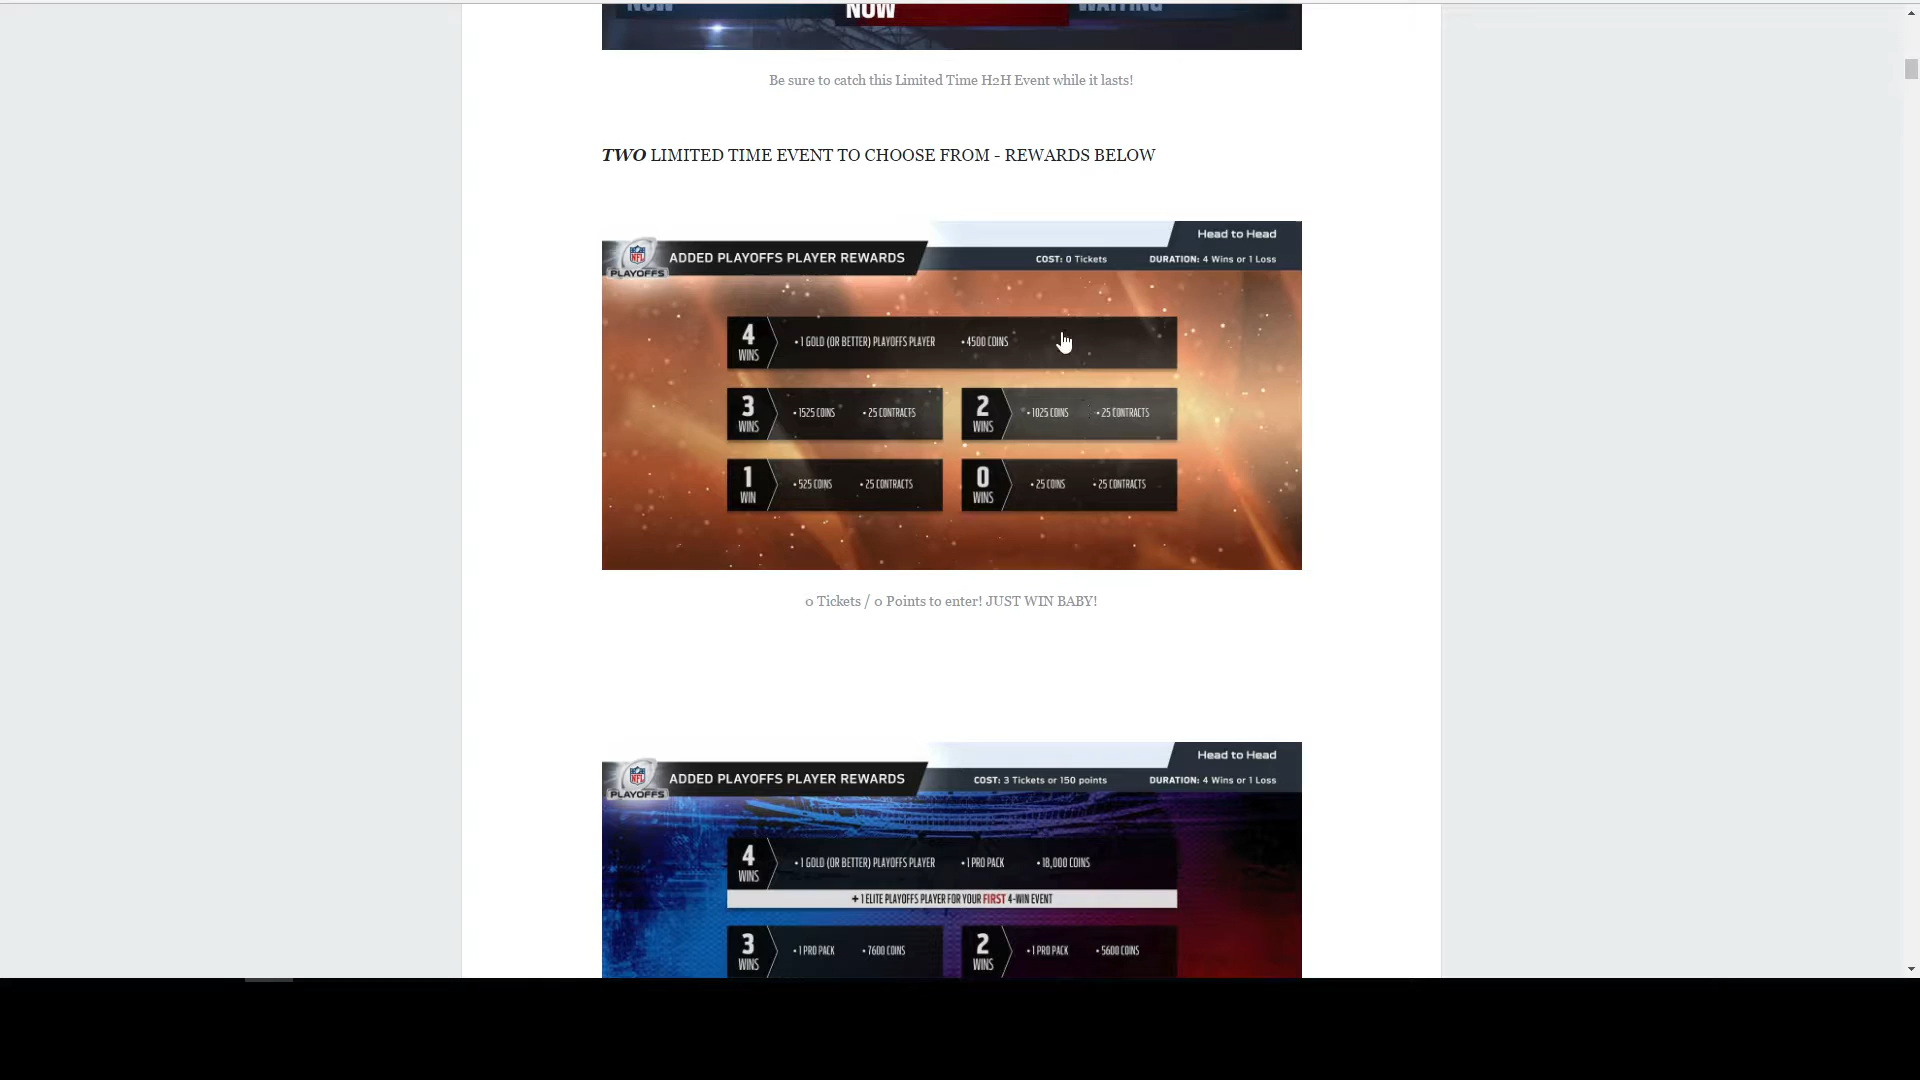 NOW
NOW
WAITING
Be sure to catch this Limited Time H2H Event while it lasts!
TWO LIMITED TIME EVENT TO CHOOSE FROM - REWARDS BELOW
Head to Head
NFL
PLAYOFFS
ADDED PLAYOFFS PLAYER REWARDS
COST: 0 Tickets
DURATION: 4 Wins or 1 Loss
4 WINS
• 1 GOLD (OR BETTER) PLAYOFFS PLAYER • 4500 COINS
3 WINS
• 1525 COINS • 25 CONTRACTS
2 WINS
• 1025 COINS • 25 CONTRACTS
1 WIN
• 525 COINS • 25 CONTRACTS
0 WINS
• 25 COINS • 25 CONTRACTS
0 Tickets / 0 Points to enter! JUST WIN BABY!
Head to Head
NFL
PLAYOFFS
ADDED PLAYOFFS PLAYER REWARDS
COST: 3 Tickets or 150 points
DURATION: 4 Wins or 1 Loss
4 WINS
• 1 GOLD (OR BETTER) PLAYOFFS PLAYER • 1 PRO PACK • 18,000 COINS
+ 1 ELITE PLAYOFFS PLAYER FOR YOUR FIRST 4-WIN EVENT
3 WINS
• 1 PRO PACK • 7600 COINS
2 WINS
• 1 PRO PACK • 5600 COINS